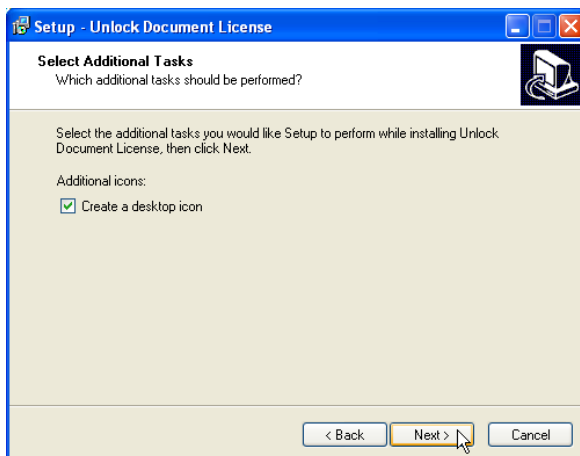 Setup - Unlock Document License
Select Additional Tasks
Which additional tasks should be performed?
Select the additional tasks you would like Setup to perform while installing Unlock
Document License, then click Next.
Additional icons:
Create a desktop icon
< Back Next > Cancel